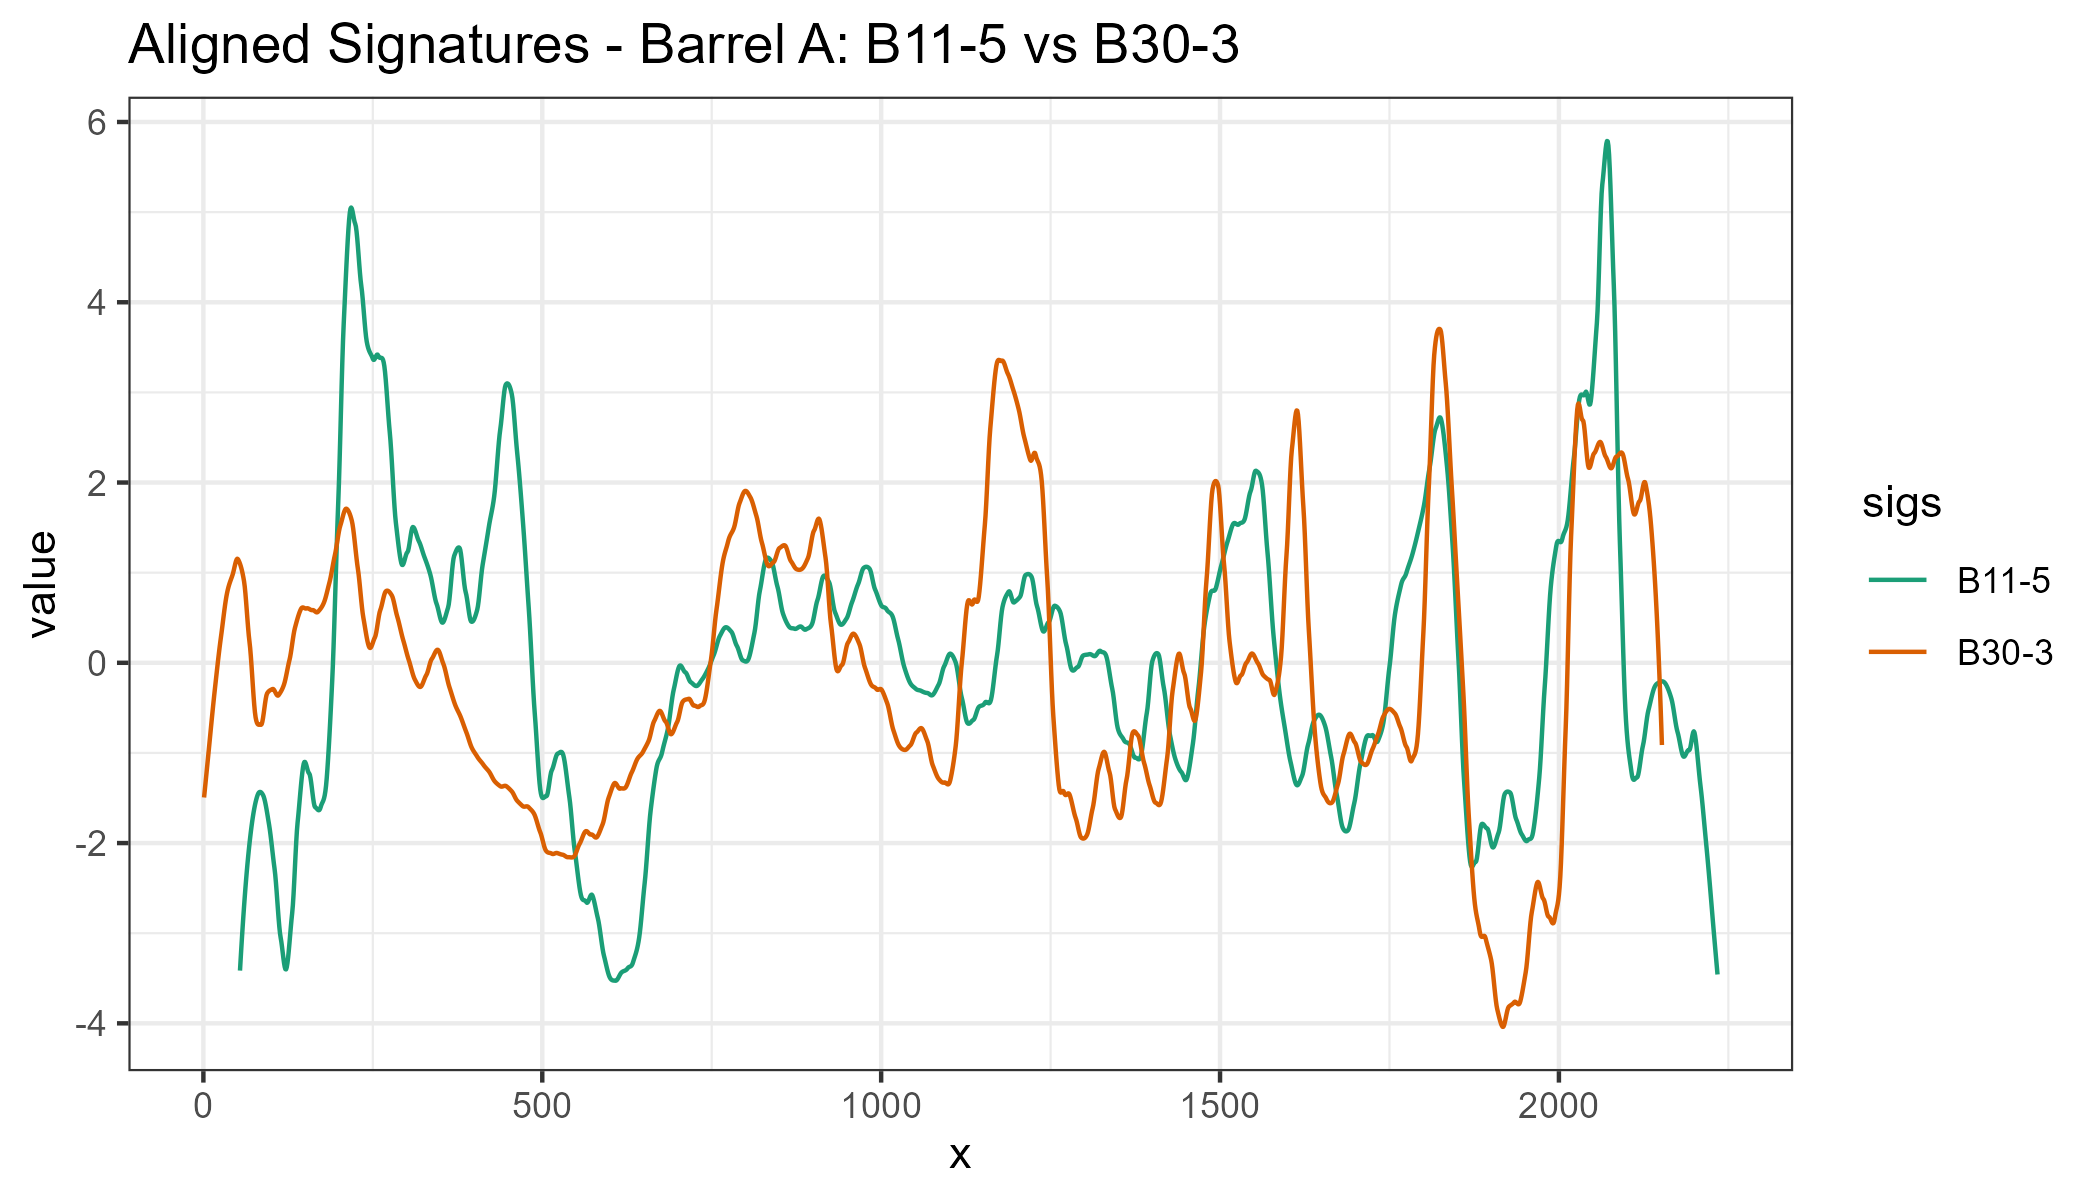 Aligned Signatures - Barrel A: B11-5 vs B30-3
6
4
2
0
-2
-4
value
0
500
1000
1500
2000
x
sigs
B11-5
B30-3